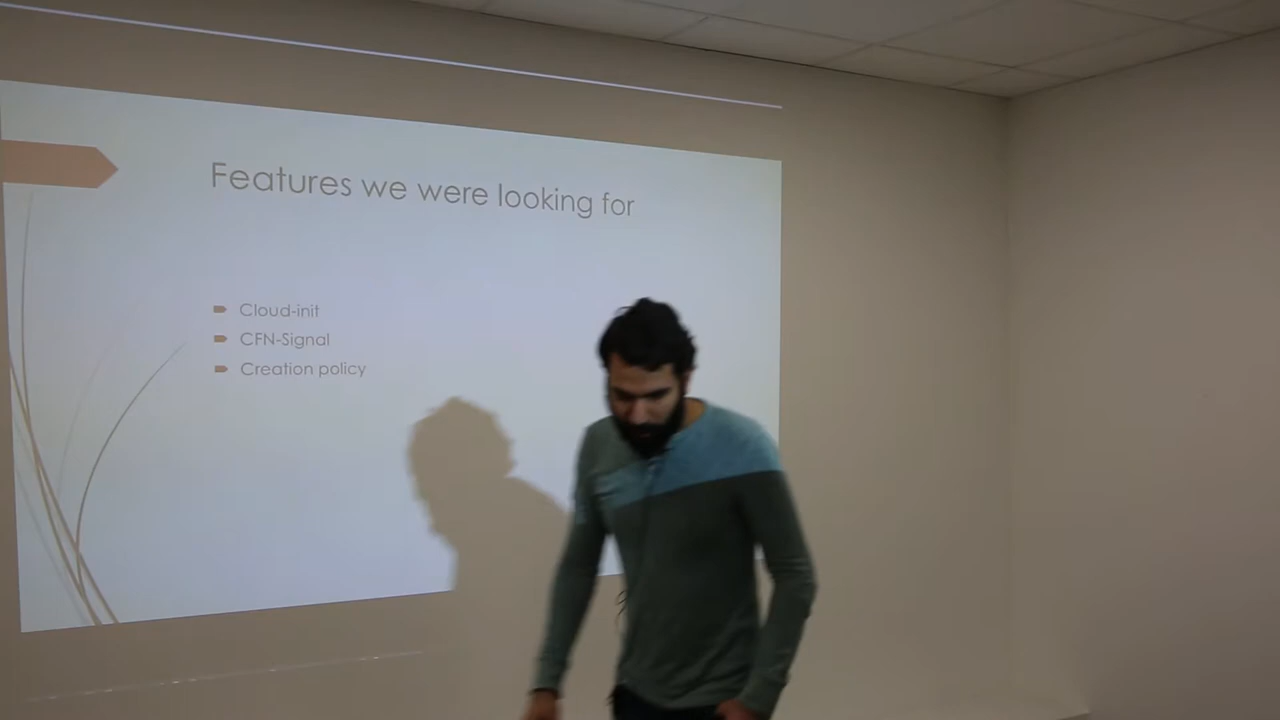 Features we were looking for
Cloud-init
CFN-Signal
Creation policy